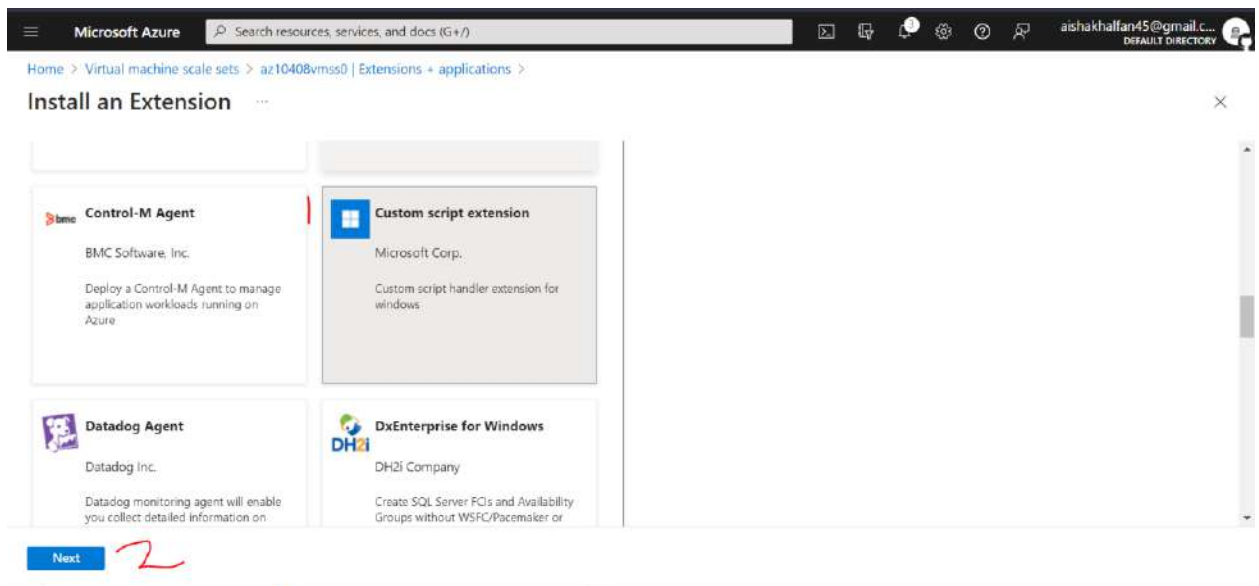 Microsoft Azure
Search resources, services, and docs (G+/)
3
aishakhalfan45@gmail.c...
DEFAULT DIRECTORY
Home > Virtual machine scale sets > az10408vmss0 | Extensions + applications >
Install an Extension ...
1
bmc
Control-M Agent
BMC Software, Inc.
Deploy a Control-M Agent to manage
application workloads running on
Azure
Custom script extension
Microsoft Corp.
Custom script handler extension for
windows
Datadog Agent
Datadog Inc.
Datadog monitoring agent will enable
you collect detailed information on
DH2i
DxEnterprise for Windows
DH2i Company
Create SQL Server FCIs and Availability
Groups without WSFC/Pacemaker or
Next
2